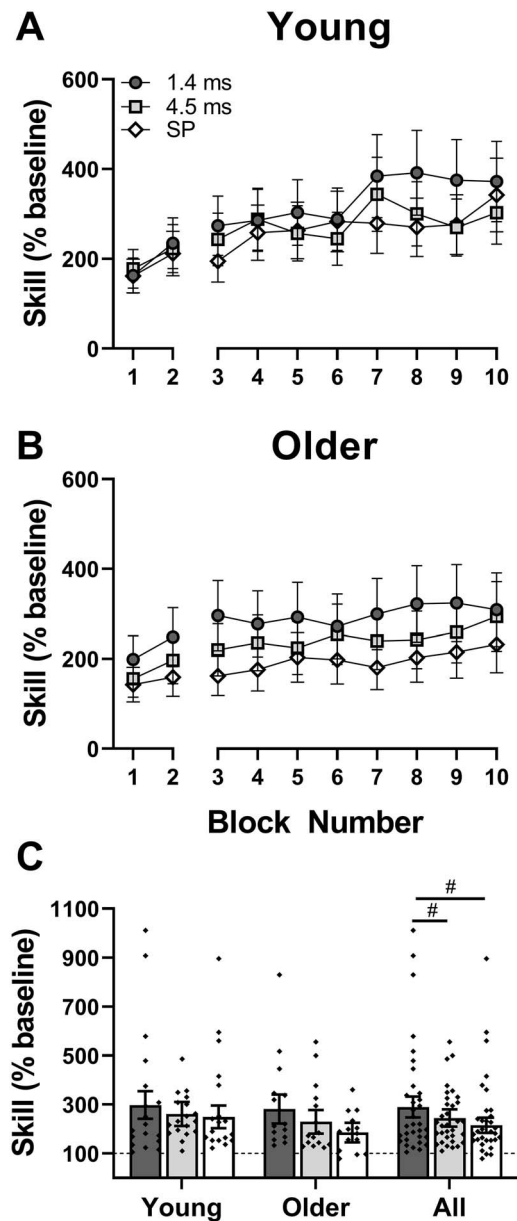 A
Young
Skill (% baseline)
600
400
200
0
1.4 ms
4.5 ms
SP
1 2 3 4 5 6 7 8 9 10
B
Older
Skill (% baseline)
600
400
200
0
1 2 3 4 5 6 7 8 9 10
Block Number
C
Skill (% baseline)
1100
900
700
500
300
100
#
#
Young Older All